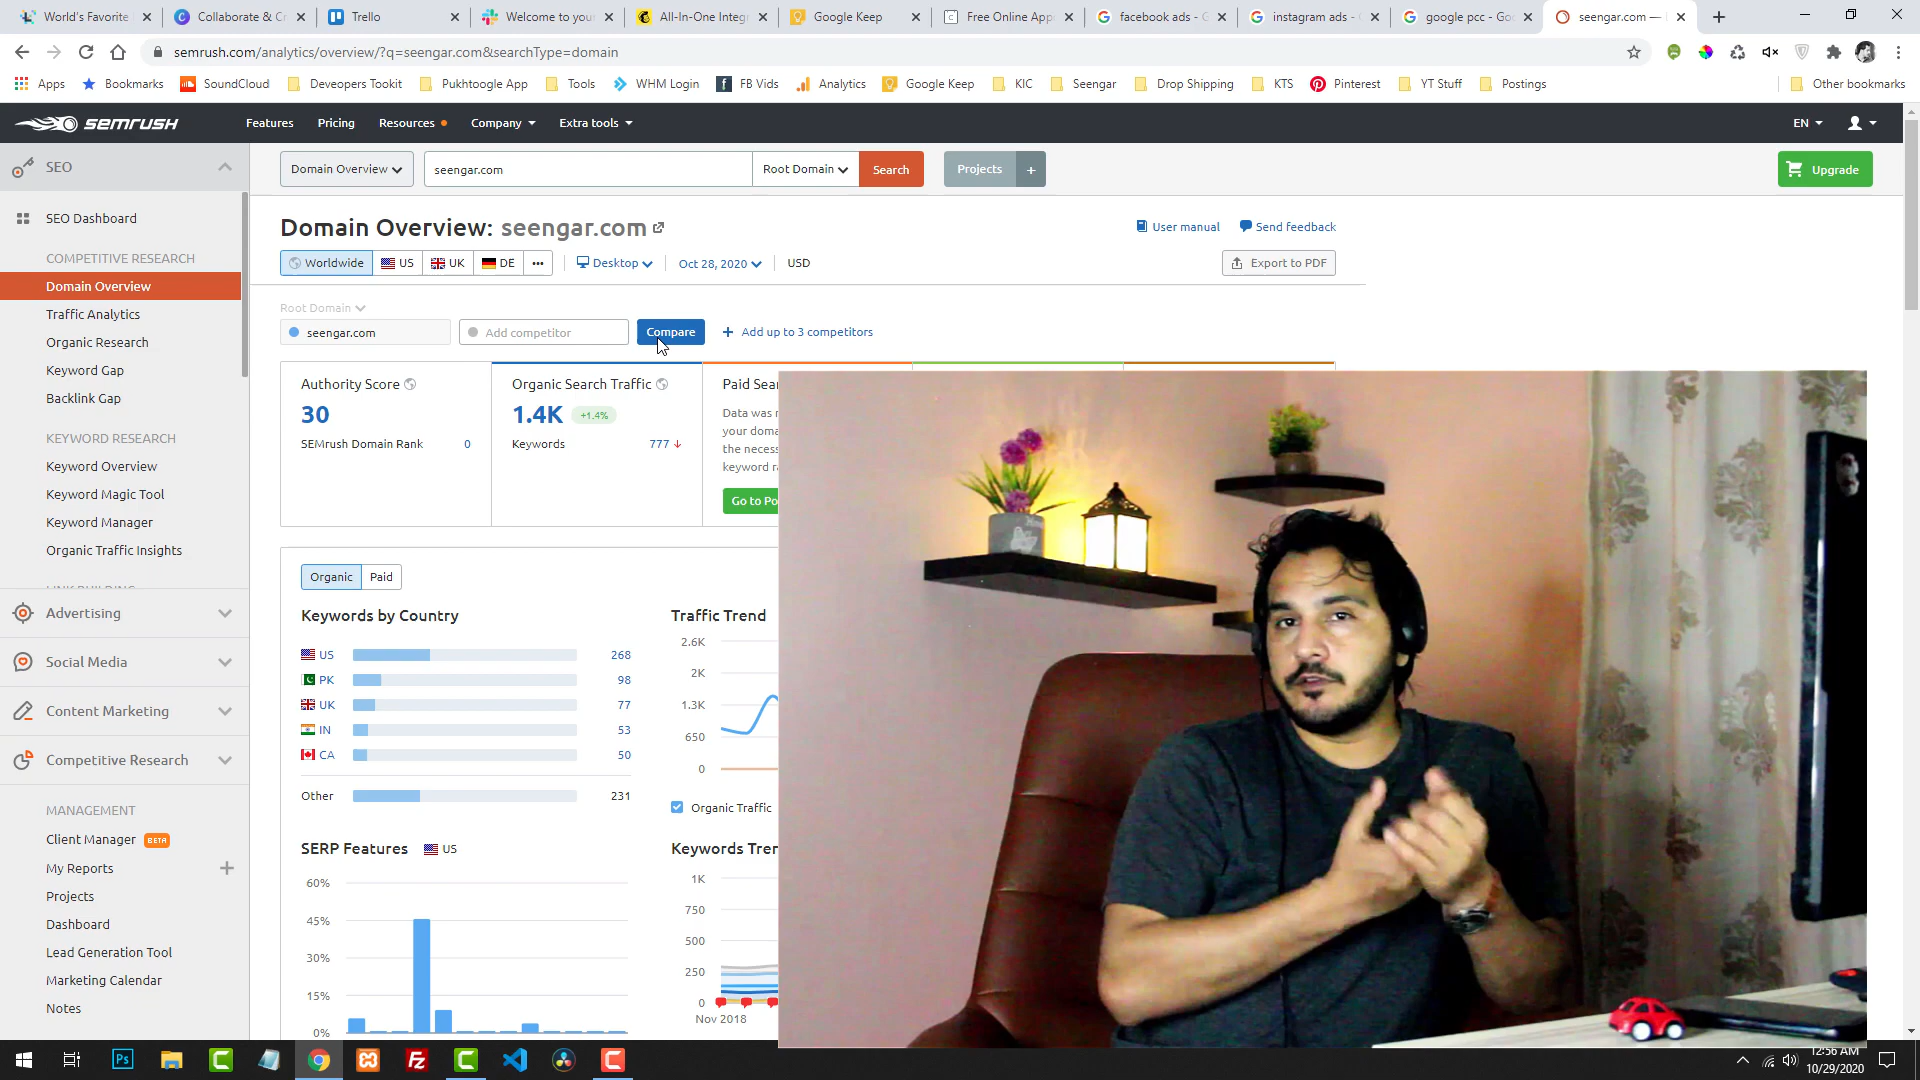 World's Favorite
Collaborate & C
Trello
Welcome to your
All-In-One Integ
Google Keep
Free Online App
facebook ads - G
instagram ads -
google pcc - Go
seengar.com —
semrush.com/analytics/overview/?q=seengar.com&searchType=domain
Apps
Bookmarks
SoundCloud
Deveopers Tookit
Pukhtoogle App
Tools
WHM Login
FB Vids
Analytics
Google Keep
KIC
Seengar
Drop Shipping
KTS
Pinterest
YT Stuff
Postings
Other bookmarks
SEMRUSH
Features
Pricing
Resources
Company
Extra tools
EN
SEO
Domain Overview
seengar.com
Root Domain
Search
Projects
+
Upgrade
SEO Dashboard
COMPETITIVE RESEARCH
Domain Overview
Traffic Analytics
Organic Research
Keyword Gap
Backlink Gap
KEYWORD RESEARCH
Keyword Overview
Keyword Magic Tool
Keyword Manager
Organic Traffic Insights
Advertising
Social Media
Content Marketing
Competitive Research
MANAGEMENT
Client Manager BETA
My Reports +
Projects
Dashboard
Lead Generation Tool
Marketing Calendar
Notes
Domain Overview: seengar.com
User manual
Send feedback
Worldwide US UK DE •••
Desktop
Oct 28, 2020
USD
Export to PDF
Root Domain
seengar.com
Add competitor
Compare
+ Add up to 3 competitors
Authority Score
30
SEMrush Domain Rank 0
Organic Search Traffic
1.4K +1.4%
Keywords 777
Paid Sea
Data was
your doma
the neces
keyword r
Go to Po
Organic Paid
Keywords by Country
US 268
PK 98
UK 77
IN 53
CA 50
Other 231
Traffic Trend
2.6K
2K
1.3K
650
0
Organic Traffic
SERP Features US
60%
45%
30%
15%
0%
Keywords Tren
1K
750
500
250
0
Nov 2018
12:56 AM
10/29/2020